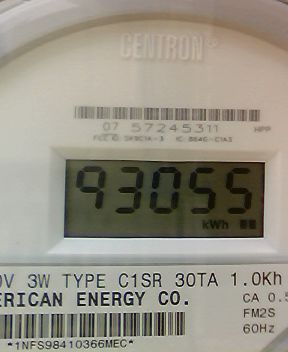 CENTRON®
07 57245311 HPP
93055
kWh
V 3W TYPE C1SR 30TA 1.0Kh
ERICAN ENERGY CO. CA 0.5
FM2S
60Hz
*1NFS98410366MEC*